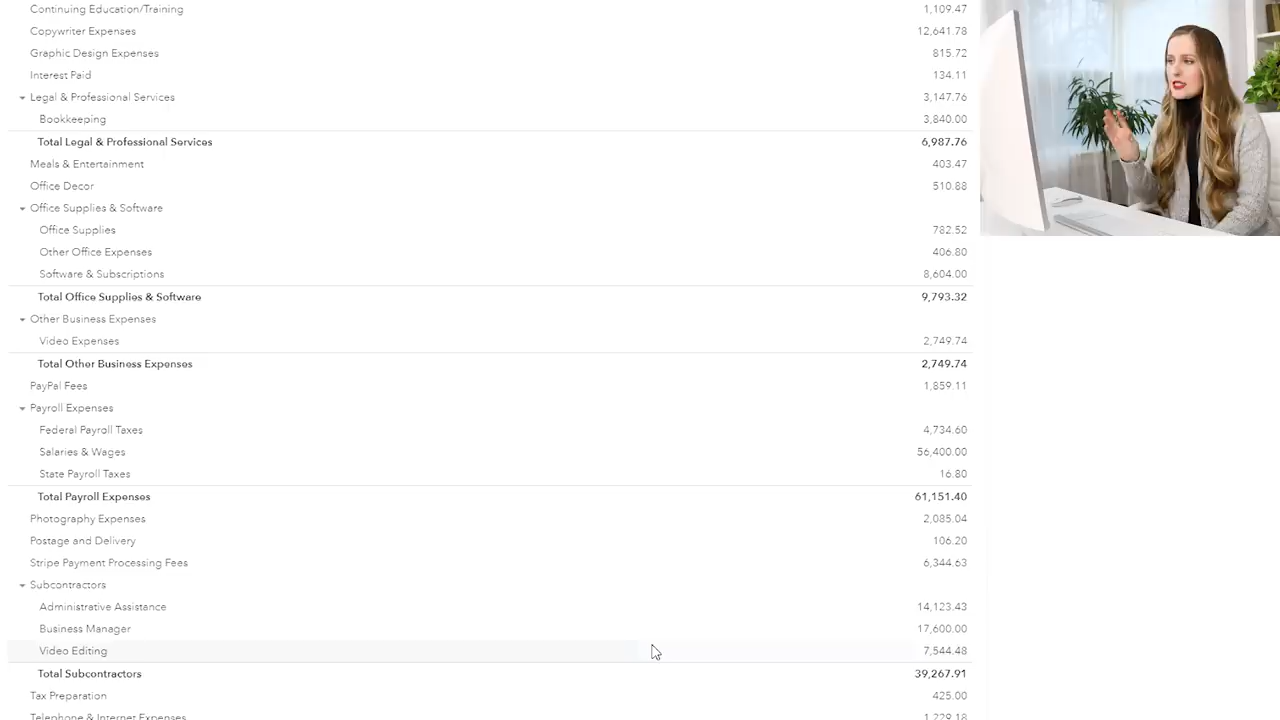 Continuing Education/Training 1,109.47
Copywriter Expenses 12,641.78
Graphic Design Expenses 815.72
Interest Paid 134.11
Legal & Professional Services 3,147.76
Bookkeeping 3,840.00
Total Legal & Professional Services 6,987.76
Meals & Entertainment 403.47
Office Decor 510.88
Office Supplies & Software
Office Supplies 782.52
Other Office Expenses 406.80
Software & Subscriptions 8,604.00
Total Office Supplies & Software 9,793.32
Other Business Expenses
Video Expenses 2,749.74
Total Other Business Expenses 2,749.74
PayPal Fees 1,859.11
Payroll Expenses
Federal Payroll Taxes 4,734.60
Salaries & Wages 56,400.00
State Payroll Taxes 16.80
Total Payroll Expenses 61,151.40
Photography Expenses 2,085.04
Postage and Delivery 106.20
Stripe Payment Processing Fees 6,344.63
Subcontractors
Administrative Assistance 14,123.43
Business Manager 17,600.00
Video Editing 7,544.48
Total Subcontractors 39,267.91
Tax Preparation 425.00
Telephone & Internet Expenses 1,229.18